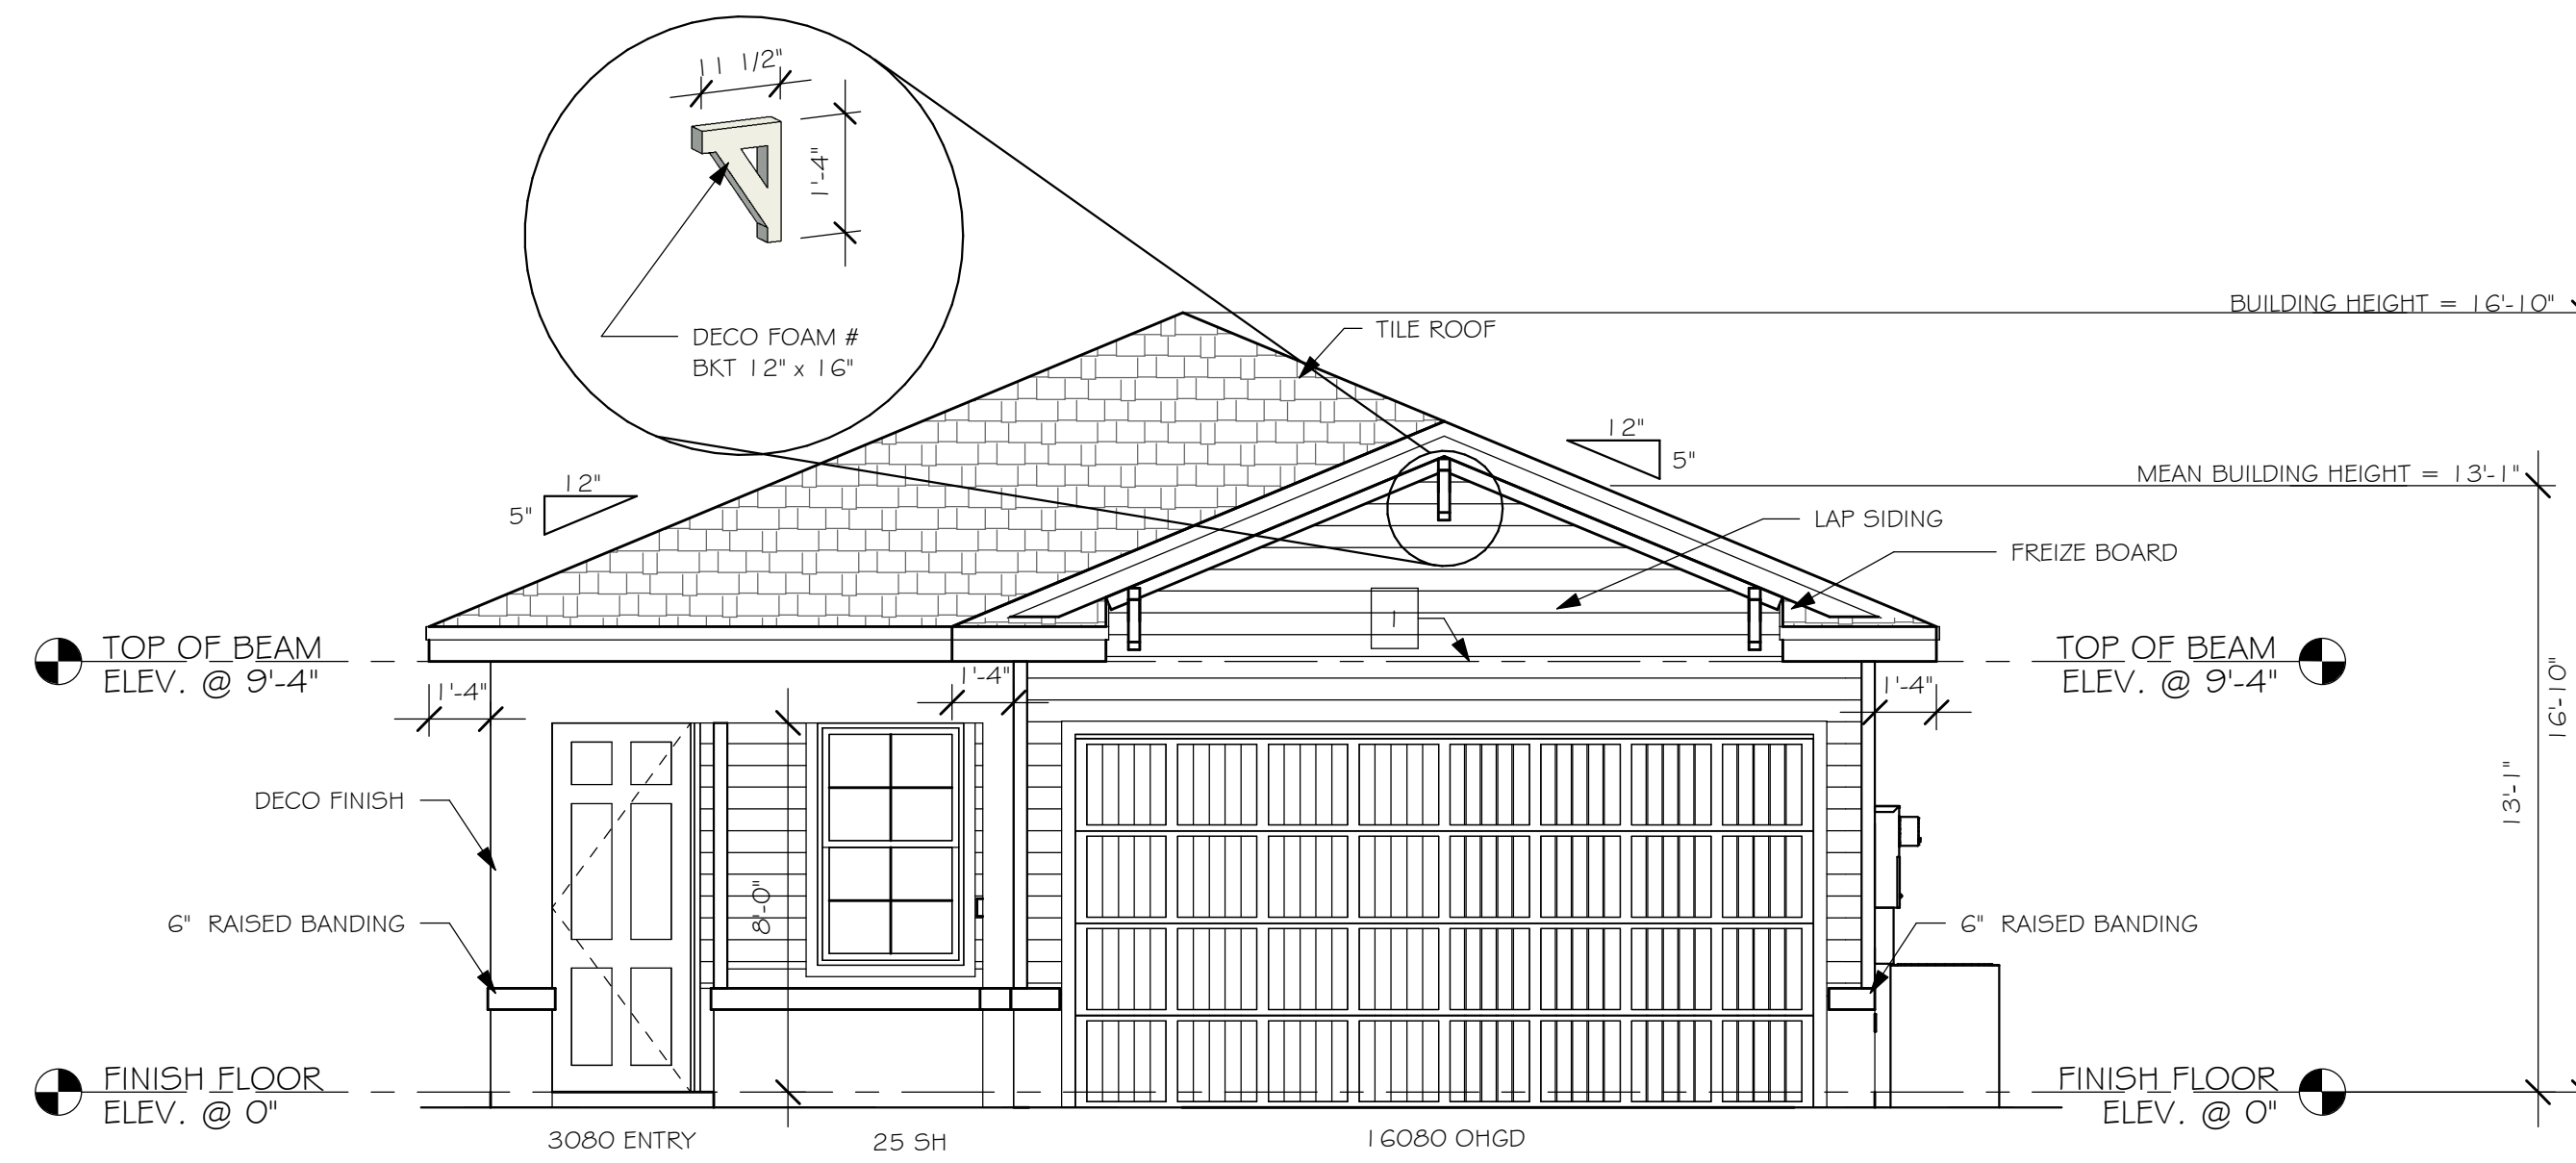 11 1/2"
1'-4"
DECO FOAM #
BKT 12" x 16"
BUILDING HEIGHT = 16'-10"
TILE ROOF
12"
5"
MEAN BUILDING HEIGHT = 13'-1"
12"
5"
LAP SIDING
FREIZE BOARD
1
TOP OF BEAM
ELEV. @ 9'-4"
TOP OF BEAM
ELEV. @ 9'-4"
1'-4"
1'-4"
1'-4"
16'-10"
13'-1"
DECO FINISH
8'-0"
6" RAISED BANDING
6" RAISED BANDING
FINISH FLOOR
ELEV. @ 0"
FINISH FLOOR
ELEV. @ 0"
3080 ENTRY
25 SH
16080 OHGD